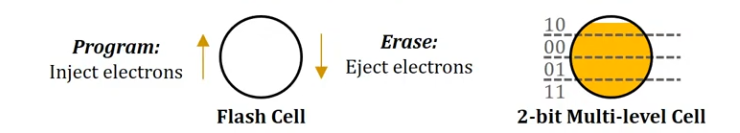 Program:
Inject electrons
Flash Cell
Erase:
Eject electrons
10
00
01
11
2-bit Multi-level Cell